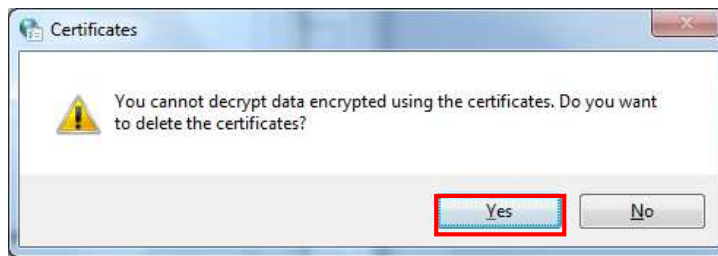 Certificates
You cannot decrypt data encrypted using the certificates. Do you want
to delete the certificates?
Yes
No